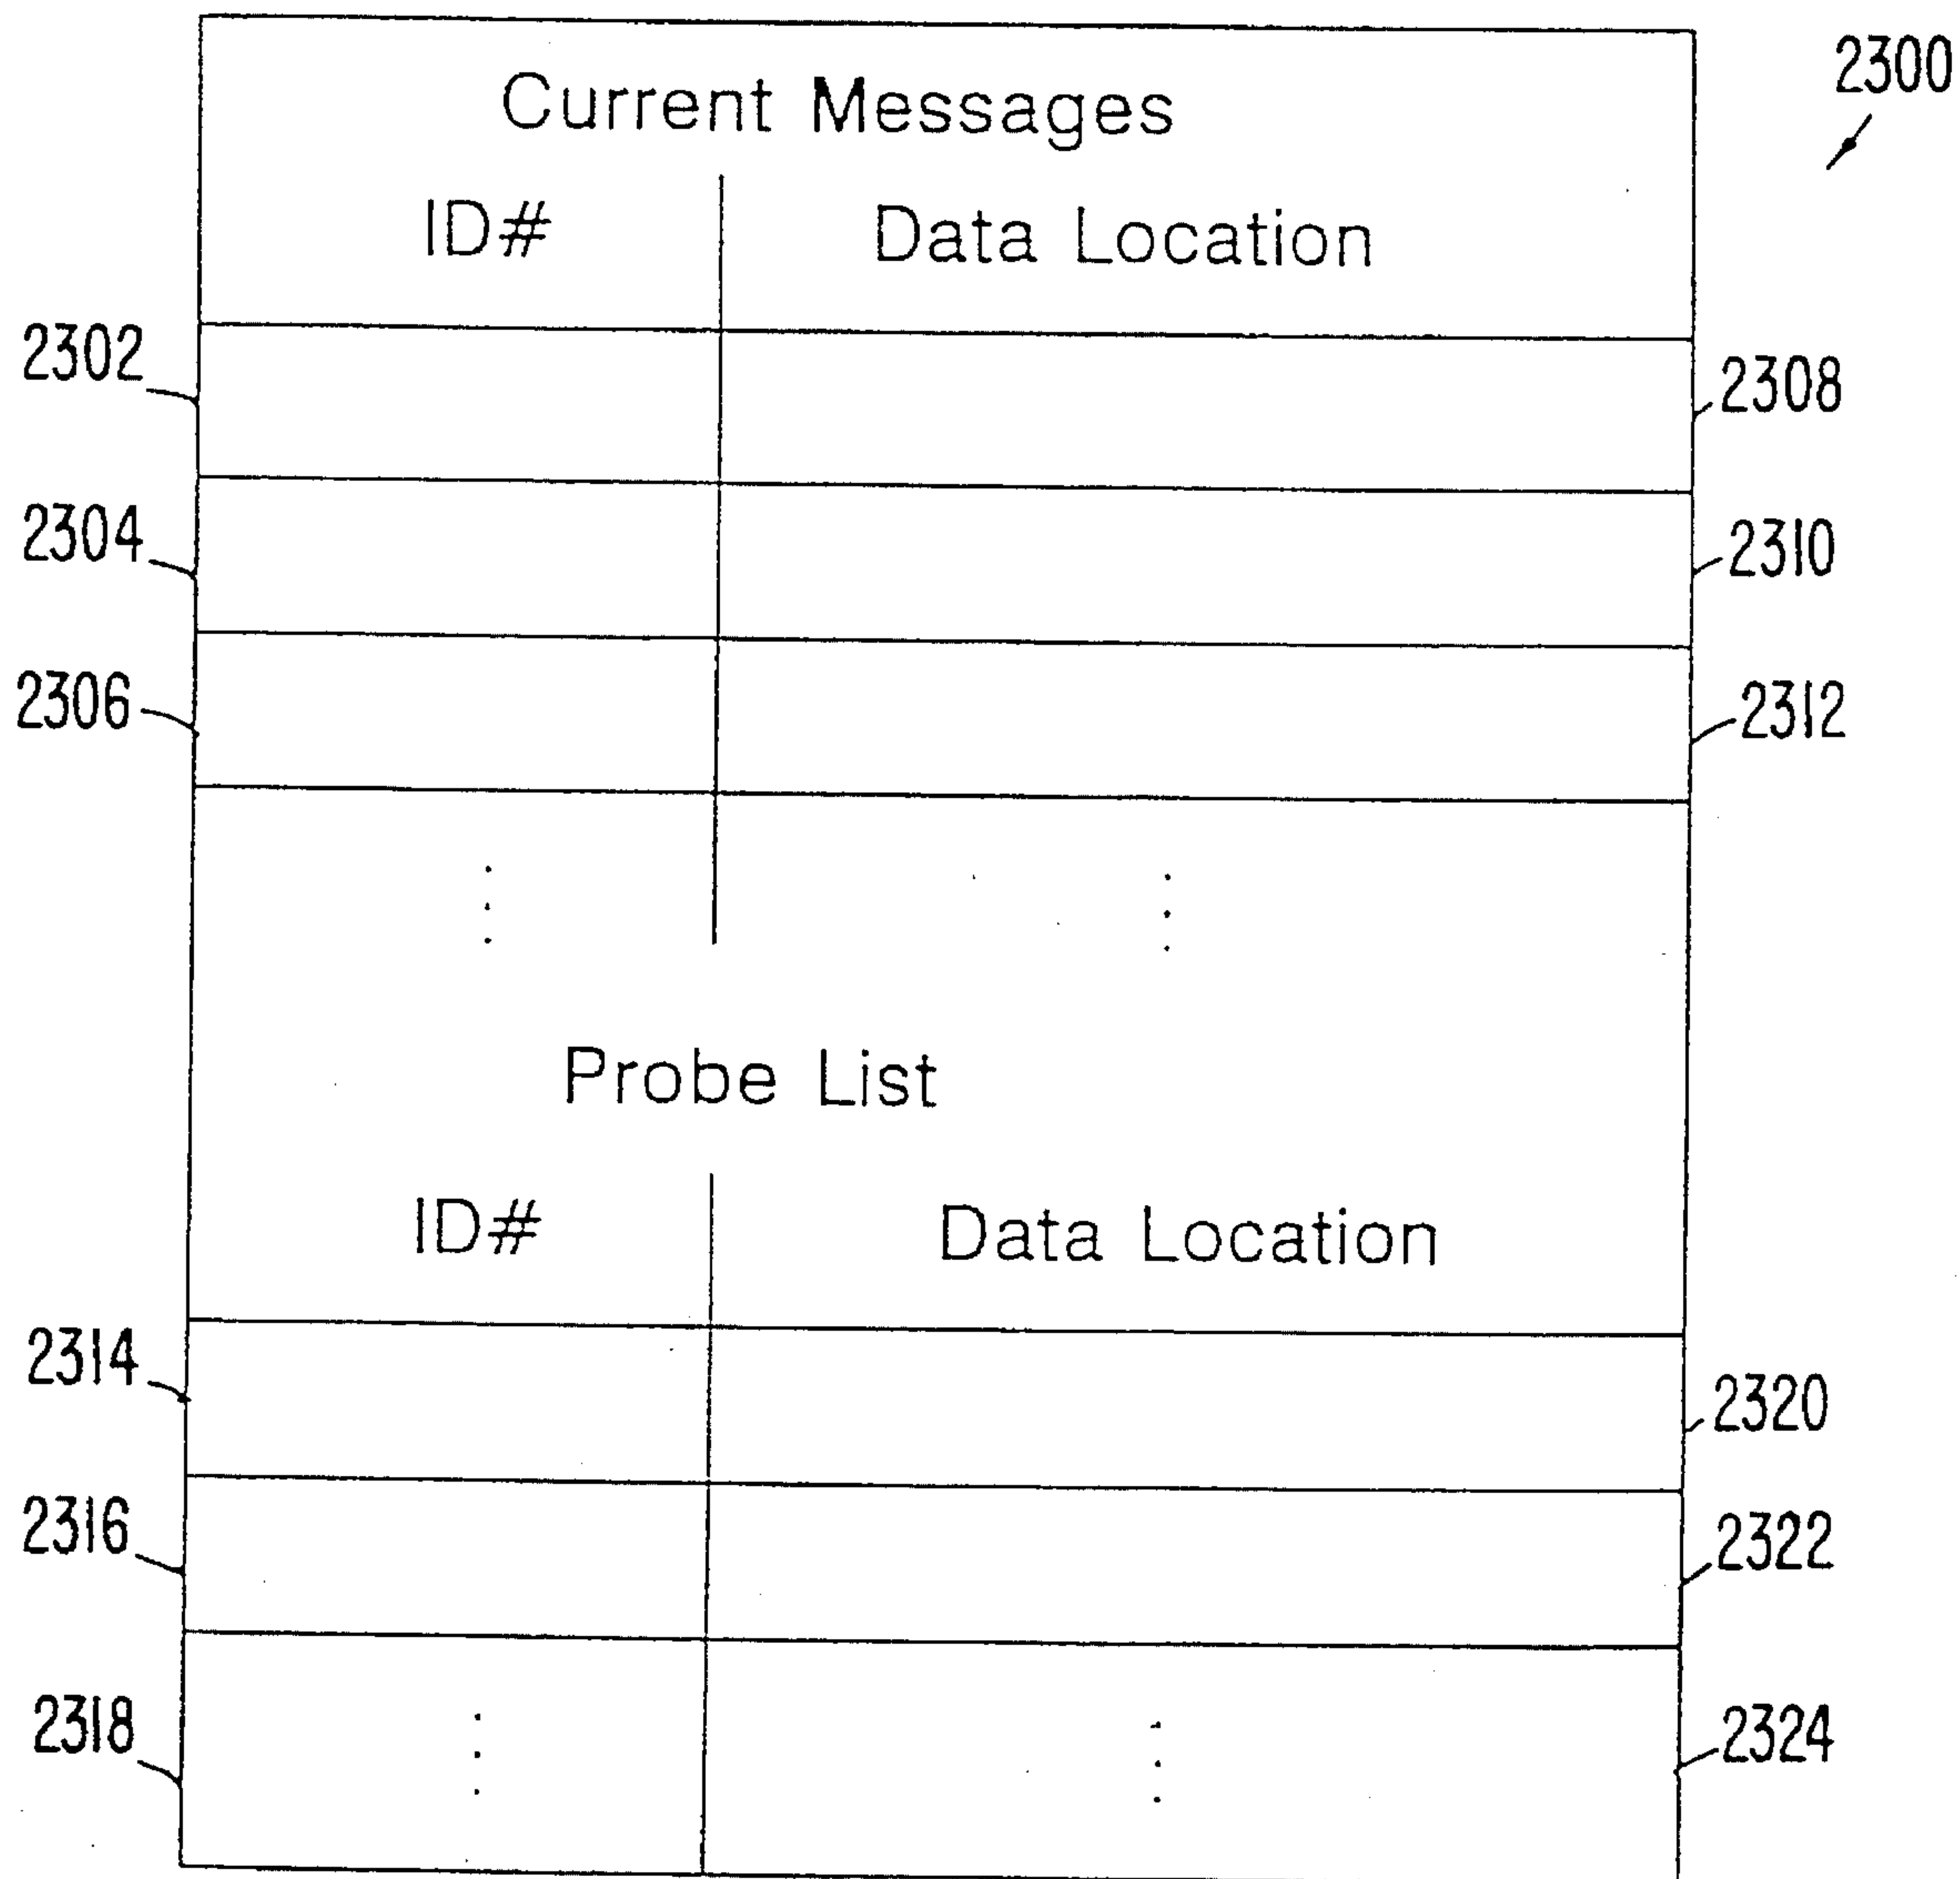 2300
Current Messages
ID# Data Location
2302 2308
2304 2310
2306 2312
Probe List
ID# Data Location
2314 2320
2316 2322
2318 2324